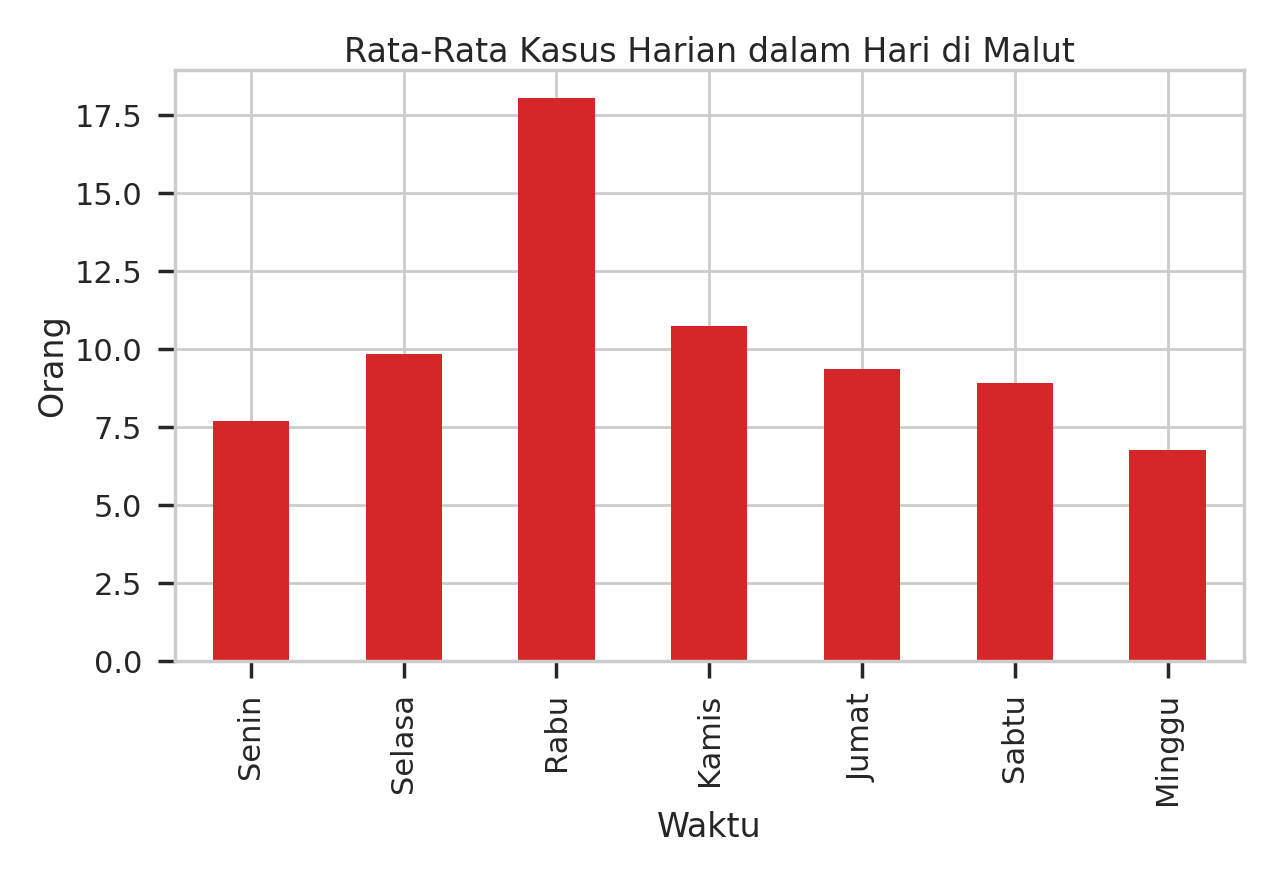 Rata-Rata Kasus Harian dalam Hari di Malut
17.5
15.0
12.5
10.0
7.5
5.0
2.5
0.0
Orang
Senin
Selasa
Rabu
Kamis
Jumat
Sabtu
Minggu
Waktu